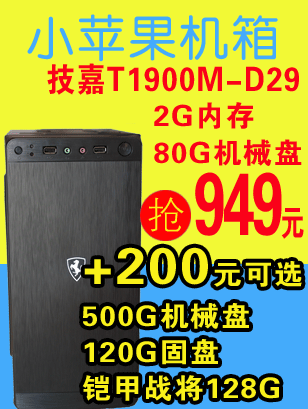 小苹果机箱
技嘉T1900M-D29
2G内存
80G机械盘
抢949元
+200元可选
500G机械盘
120G固盘
铠甲战将128G